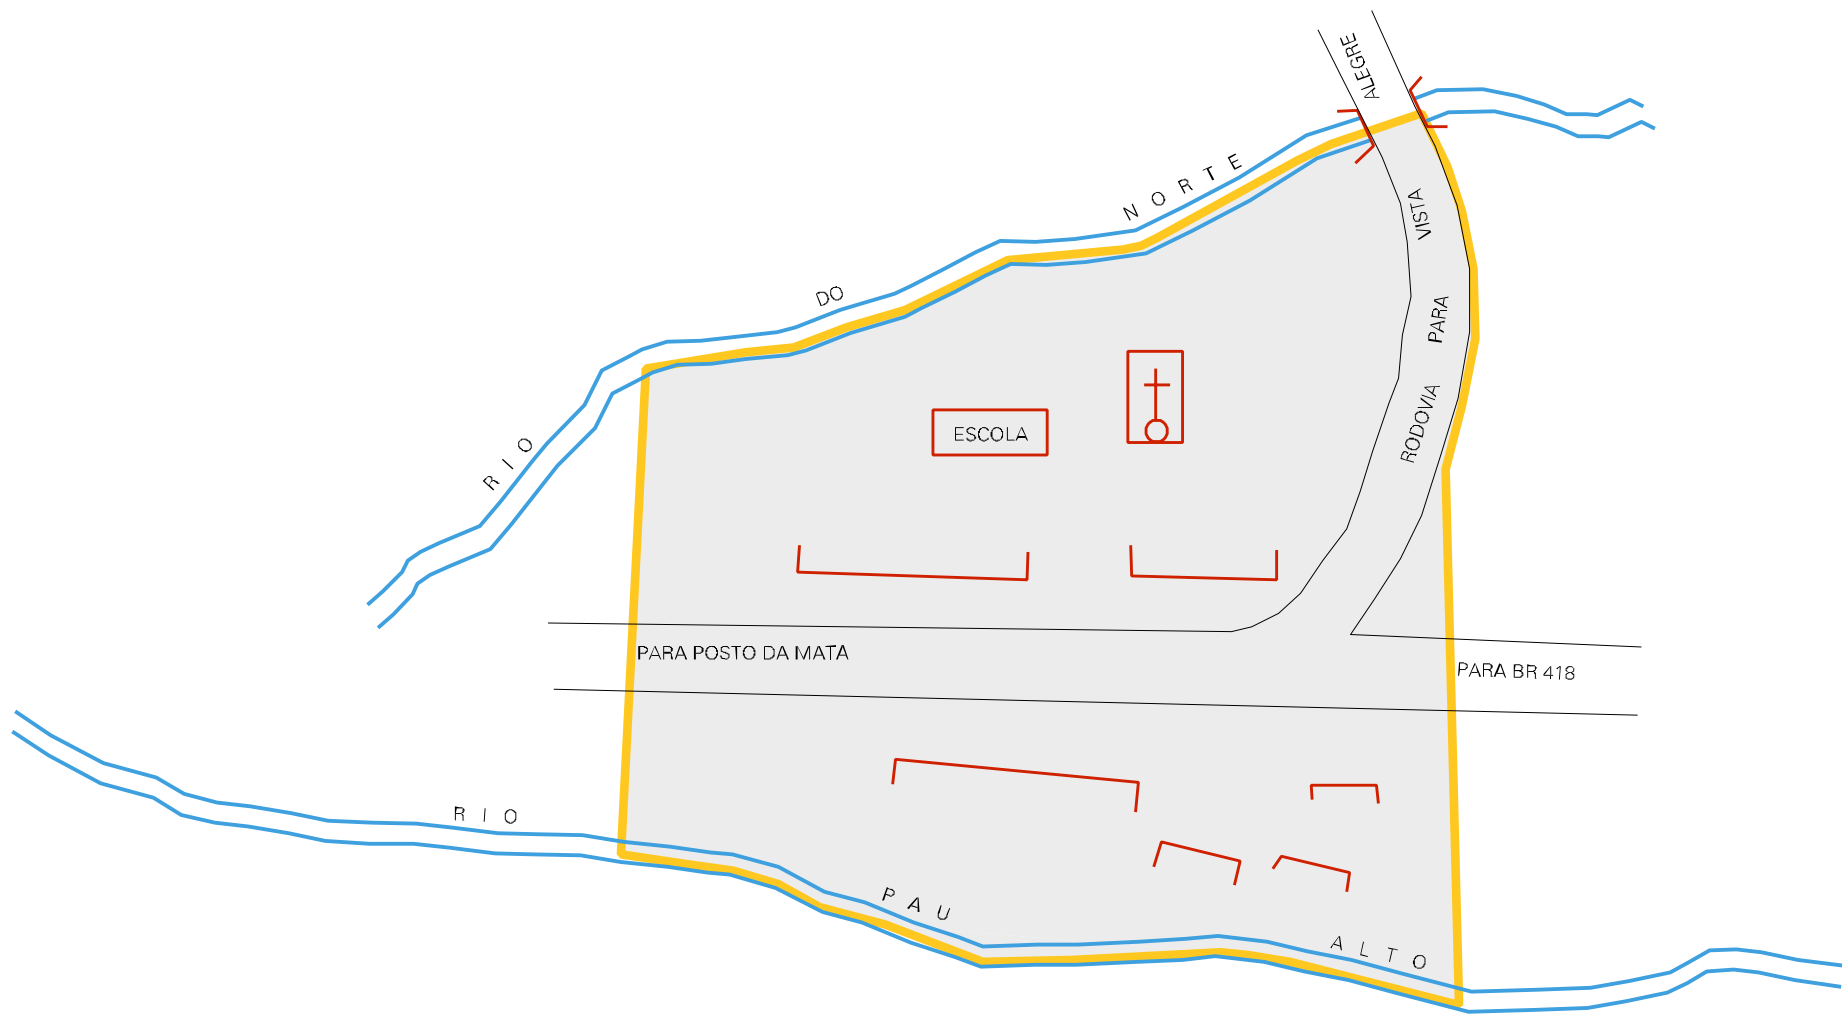 RIO DO NORTE
RODOVIA PARA VISTA ALEGRE
ESCOLA
PARA POSTO DA MATA
PARA BR 418
RIO PAU ALTO